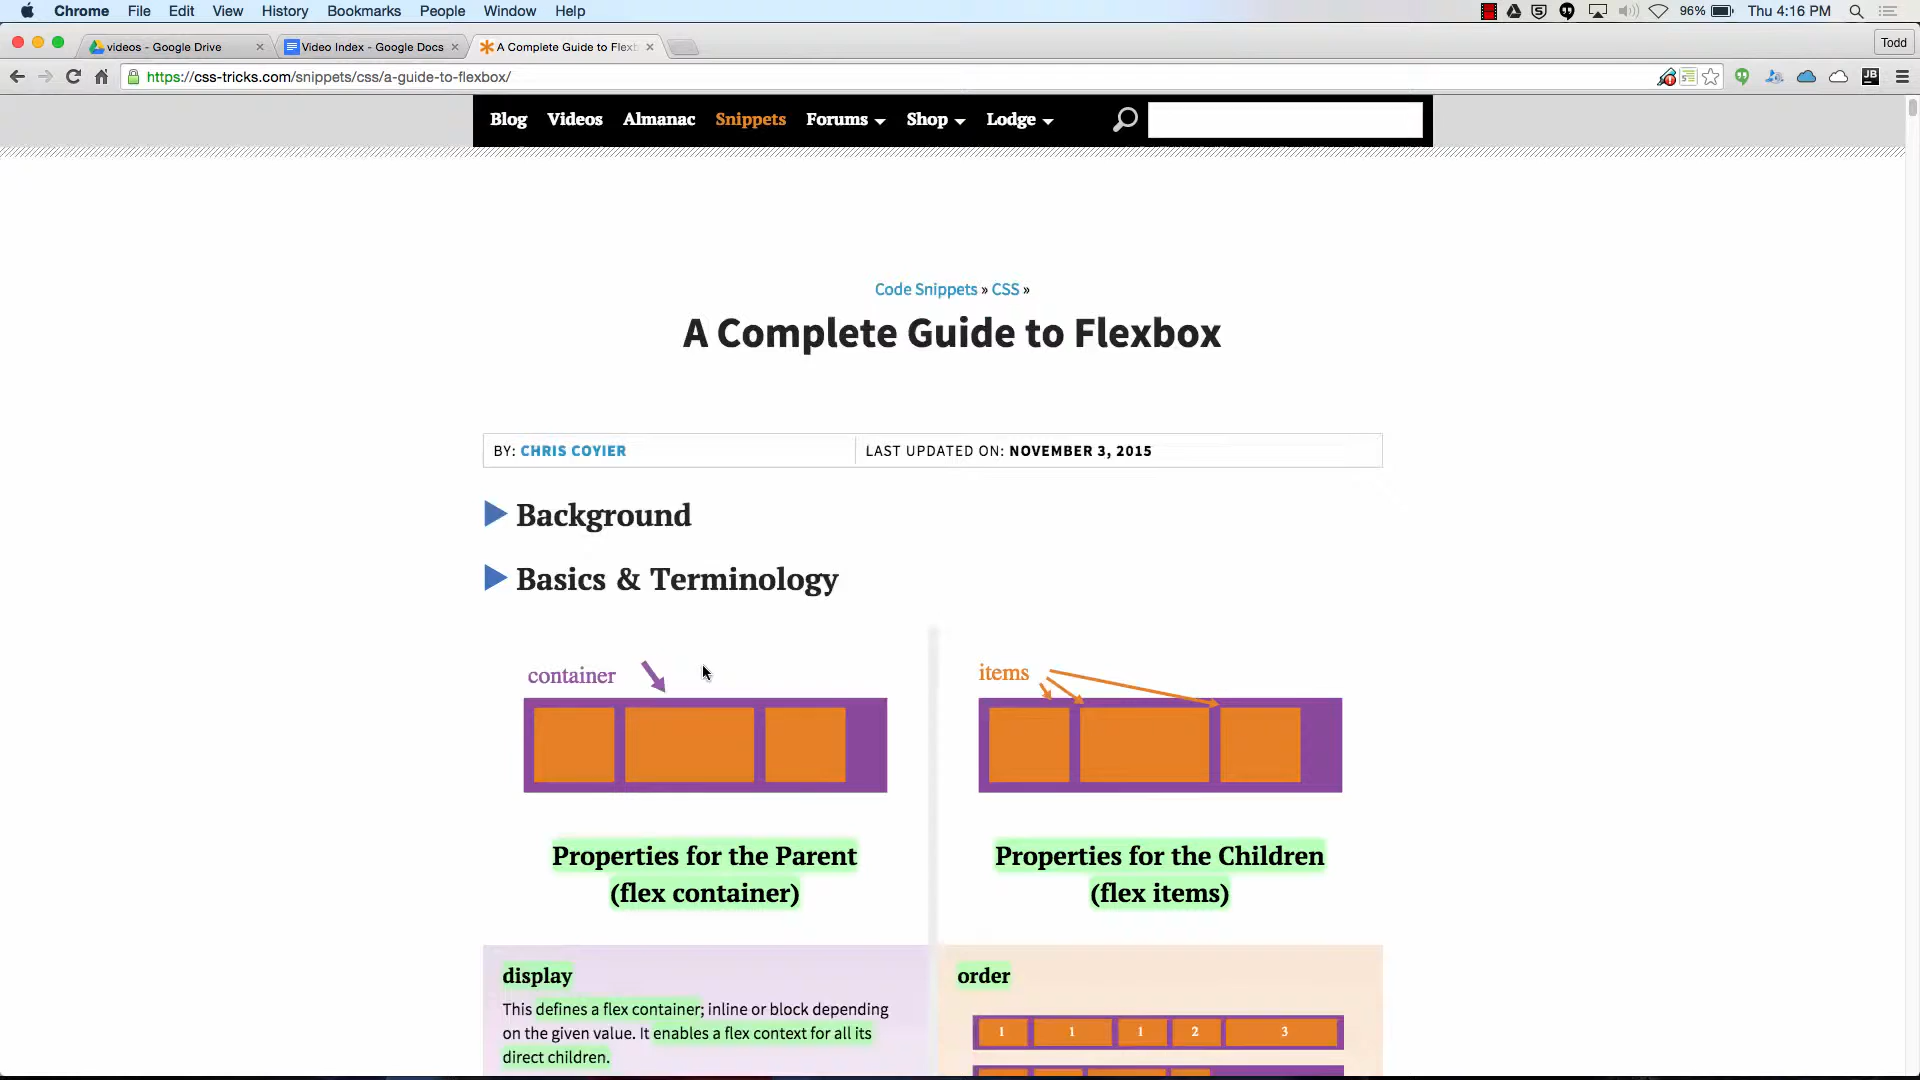 Chrome File Edit View History Bookmarks People Window Help 96% Thu 4:16 PM
videos - Google Drive Video Index - Google Docs A Complete Guide to Flexb Todd
https://css-tricks.com/snippets/css/a-guide-to-flexbox/ JB
Blog Videos Almanac Snippets Forums Shop Lodge
Code Snippets » CSS »
A Complete Guide to Flexbox
BY: CHRIS COYIER LAST UPDATED ON: NOVEMBER 3, 2015
Background
Basics & Terminology
container
items
Properties for the Parent
(flex container)
Properties for the Children
(flex items)
display
This defines a flex container; inline or block depending
on the given value. It enables a flex context for all its
direct children.
order
1 1 1 2 3